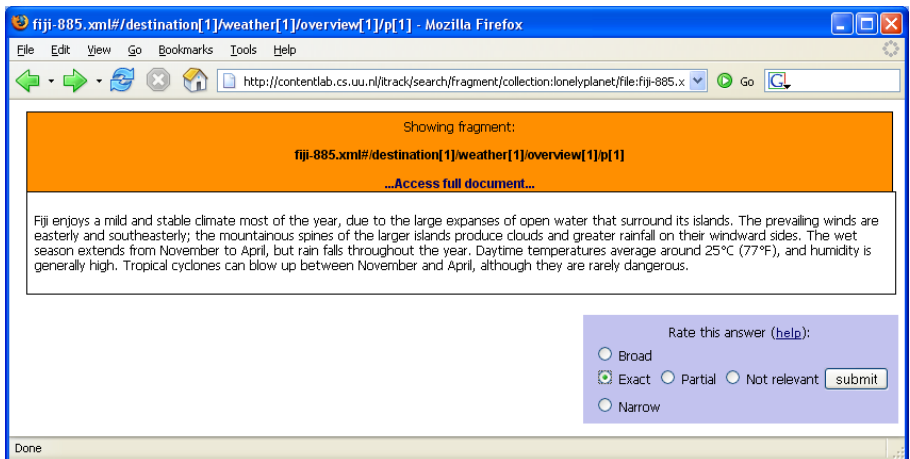 fiji-885.xml#/destination[1]/weather[1]/overview[1]/p[1] - Mozilla Firefox
File Edit View Go Bookmarks Tools Help
http://contentlab.cs.uu.nl/itrack/search/fragment/collection:lonelyplanet/file:fiji-885.x Go G
Showing fragment:
fiji-885.xml#/destination[1]/weather[1]/overview[1]/p[1]
...Access full document...
Fiji enjoys a mild and stable climate most of the year, due to the large expanses of open water that surround its islands. The prevailing winds are
easterly and southeasterly; the mountainous spines of the larger islands produce clouds and greater rainfall on their windward sides. The wet
season extends from November to April, but rain falls throughout the year. Daytime temperatures average around 25°C (77°F), and humidity is
generally high. Tropical cyclones can blow up between November and April, although they are rarely dangerous.
Rate this answer (help):
Broad
Exact Partial Not relevant submit
Narrow
Done